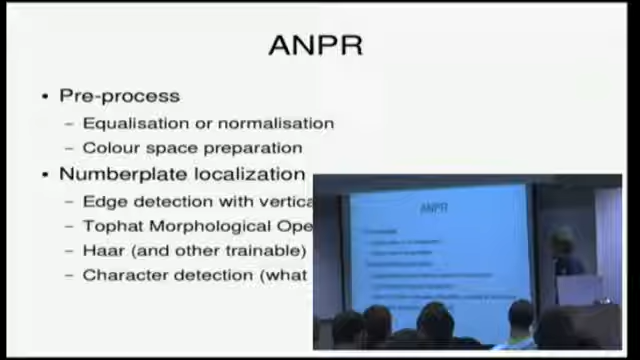 ANPR
• Pre-process
– Equalisation or normalisation
– Colour space preparation
• Numberplate localization
– Edge detection with vertica
– Tophat Morphological Ope
– Haar (and other trainable)
– Character detection (what
ANPR